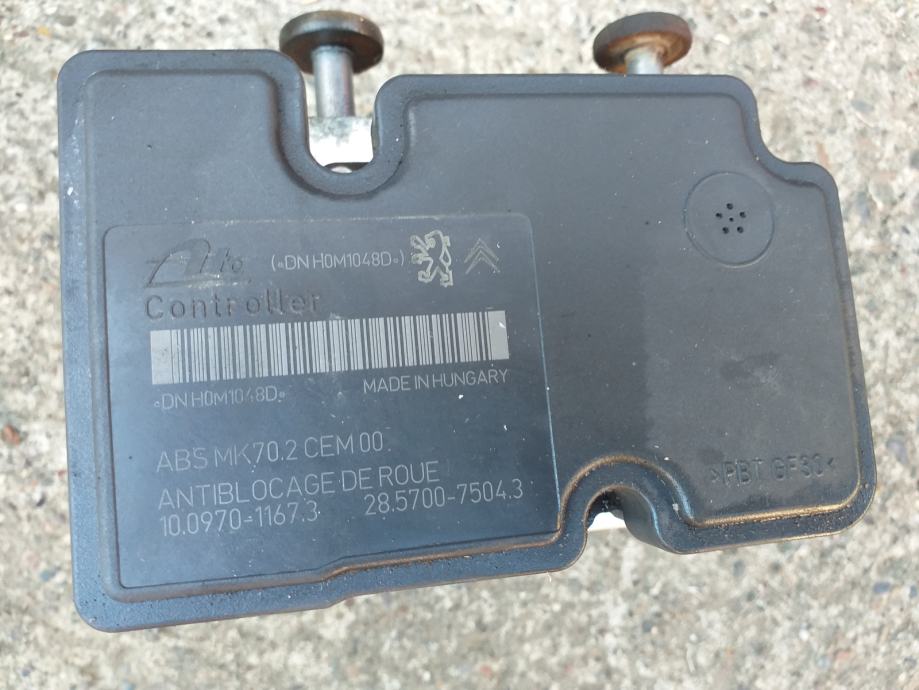 Ate («DN H0M1048D»)
Controller
«DN H0M1048D»
MADE IN HUNGARY
ABS MK70.2 CEM 00
ANTIBLOCAGE DE ROUE
10.0970-1167.3 28.5700-7504.3
>PBT GF30<